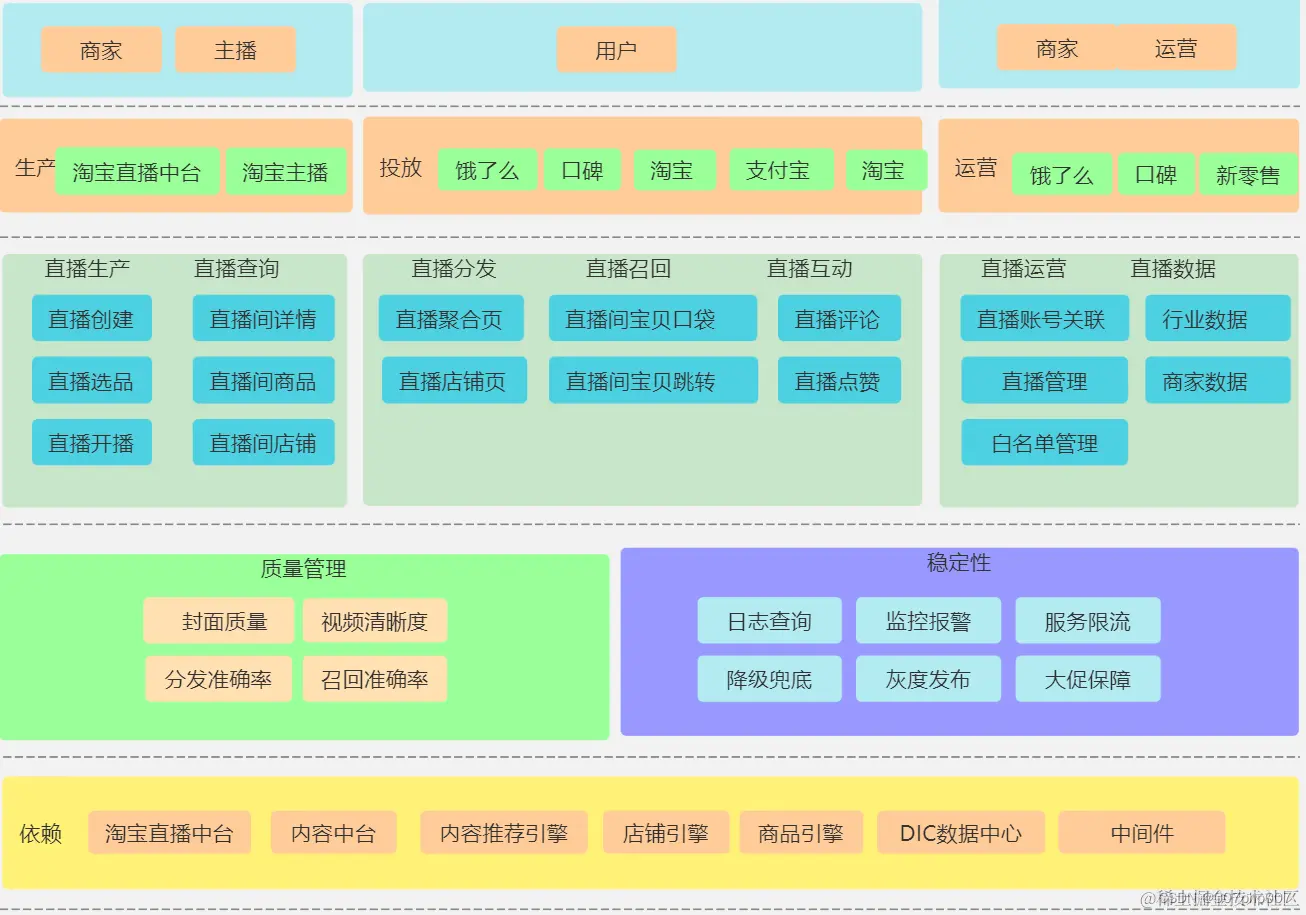 商家 主播 用户 商家 运营
生产 淘宝直播中台 淘宝主播 投放 饿了么 口碑 淘宝 支付宝 淘宝 运营 饿了么 口碑 新零售
直播生产 直播查询 直播分发 直播召回 直播互动 直播运营 直播数据
直播创建 直播间详情 直播聚合页 直播间宝贝口袋 直播评论 直播账号关联 行业数据
直播选品 直播间商品 直播店铺页 直播间宝贝跳转 直播点赞 直播管理 商家数据
直播开播 直播间店铺 白名单管理
质量管理 稳定性
封面质量 视频清晰度 日志查询 监控报警 服务限流
分发准确率 召回准确率 降级兜底 灰度发布 大促保障
依赖 淘宝直播中台 内容中台 内容推荐引擎 店铺引擎 商品引擎 DIC数据中心 中间件
@稀土掘金技术社区